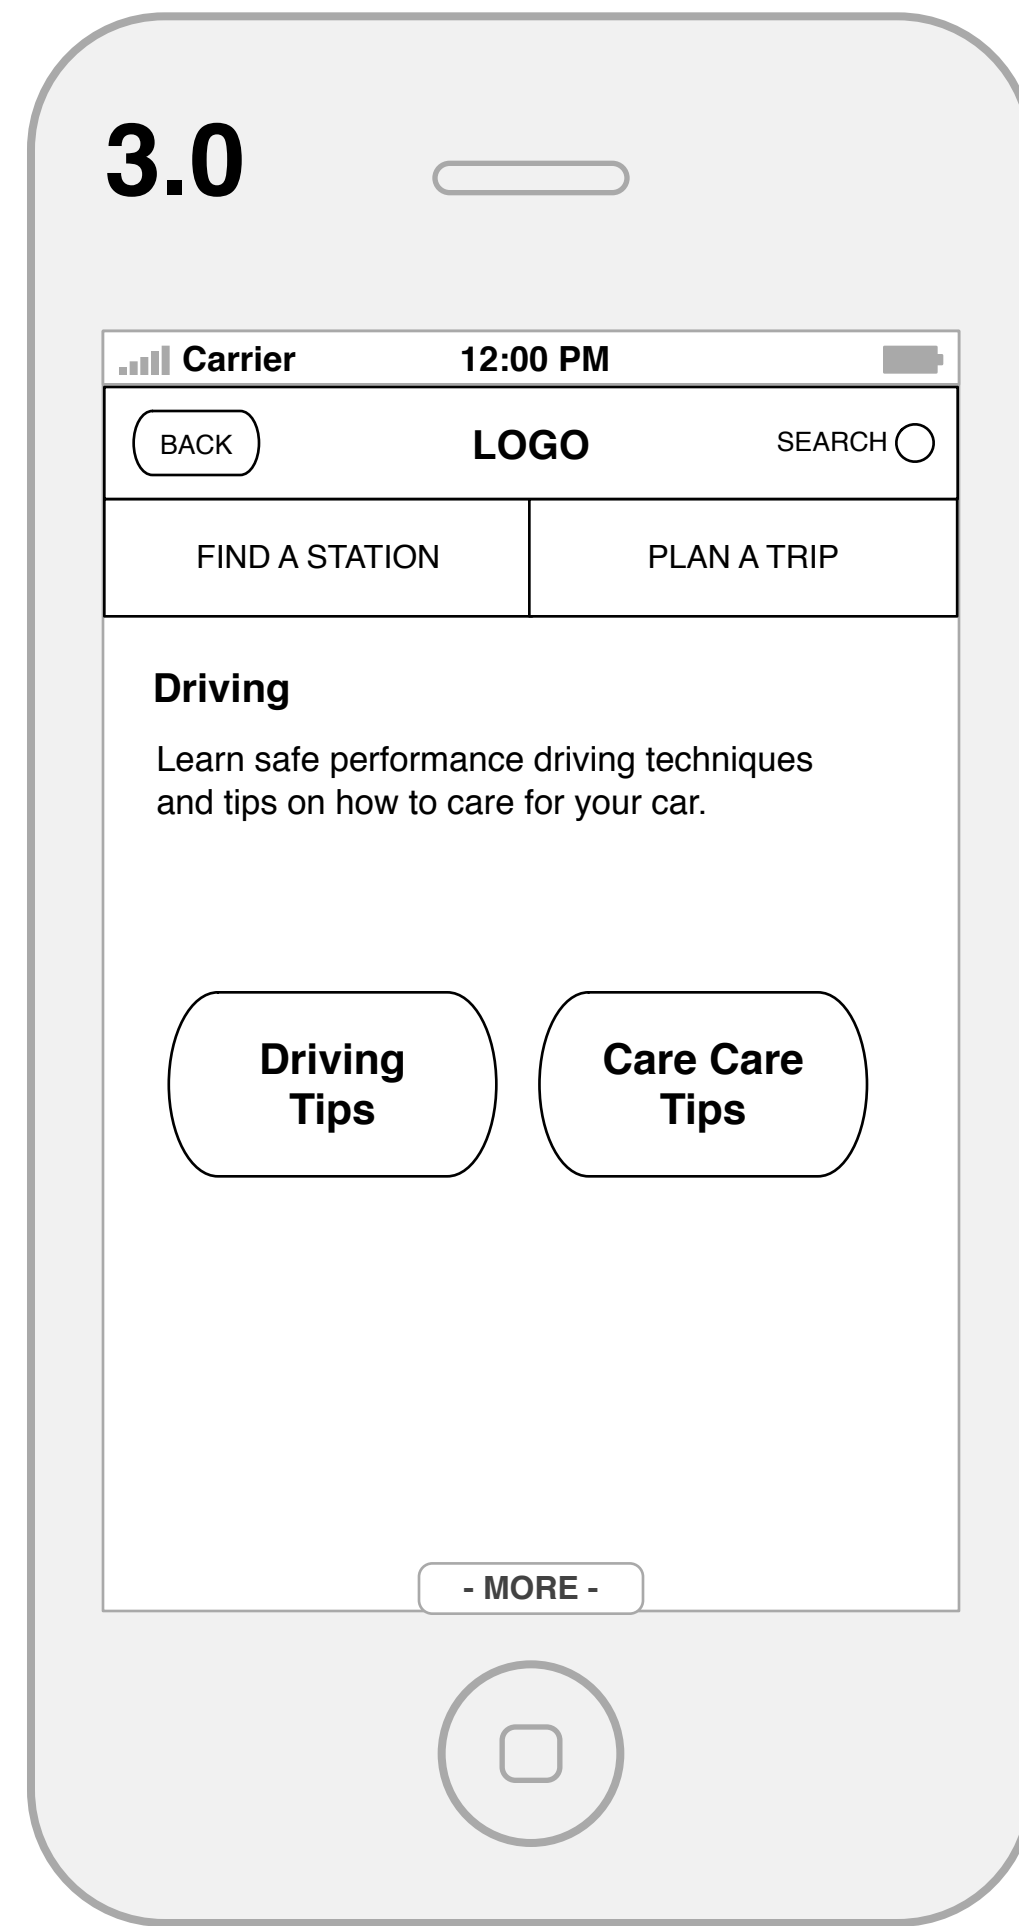 3.0
Carrier 12:00 PM
BACK LOGO SEARCH
FIND A STATION PLAN A TRIP
Driving
Learn safe performance driving techniques
and tips on how to care for your car.
Driving
Tips
Care Care
Tips
- MORE -